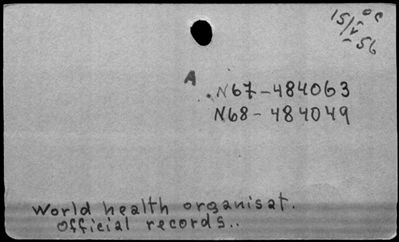 15/V-56
A
N67-484063
N68-484049
World health organisat.
Official records..